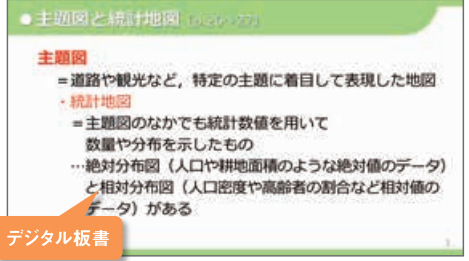 ●主題図と統計地図
主題図
＝道路や観光など，特定の主題に着目して表現した地図
・統計地図
＝主題図のなかでも統計数値を用いて
数量や分布を示したもの
…絶対分布図（人口や耕地面積のような絶対値のデータ）
と相対分布図（人口密度や高齢者の割合など相対値の
データ）がある
デジタル板書
1